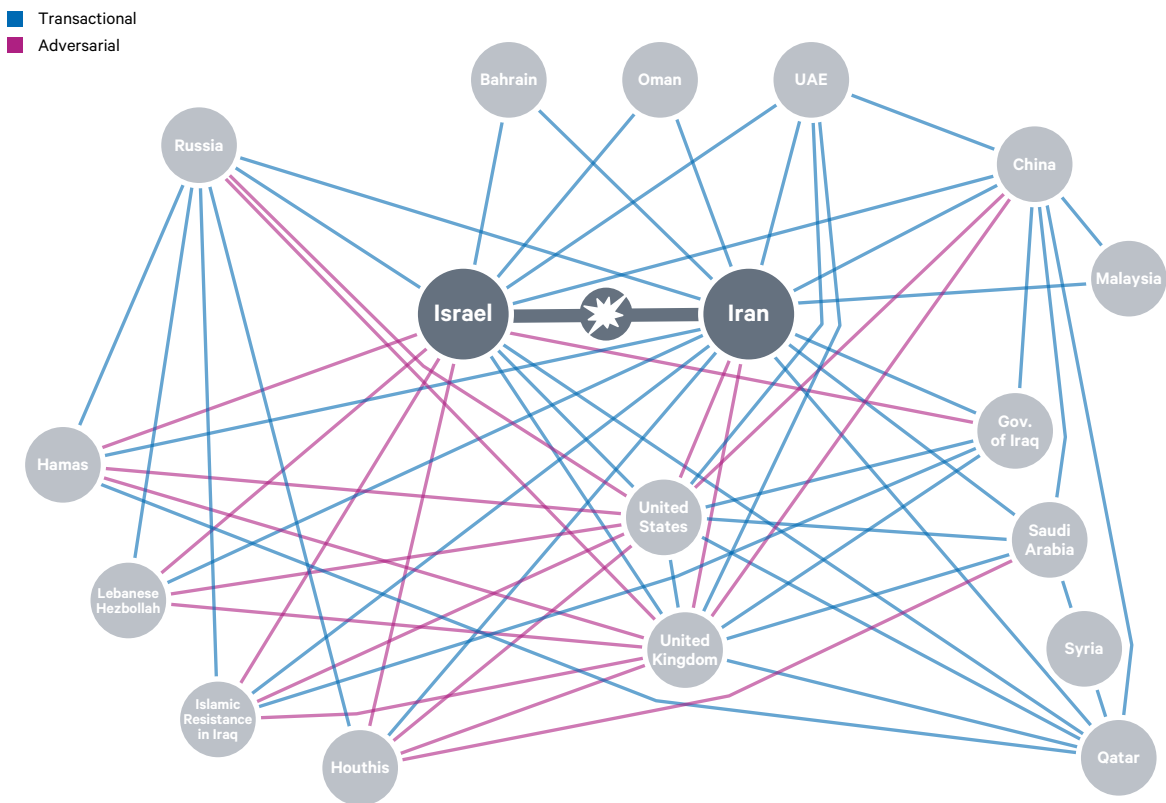 Transactional
Adversarial
Bahrain
Oman
UAE
Russia
China
Malaysia
Israel
Iran
Gov.
of Iraq
Hamas
United
States
Saudi
Arabia
Lebanese
Hezbollah
United
Kingdom
Syria
Islamic
Resistance
in Iraq
Houthis
Qatar